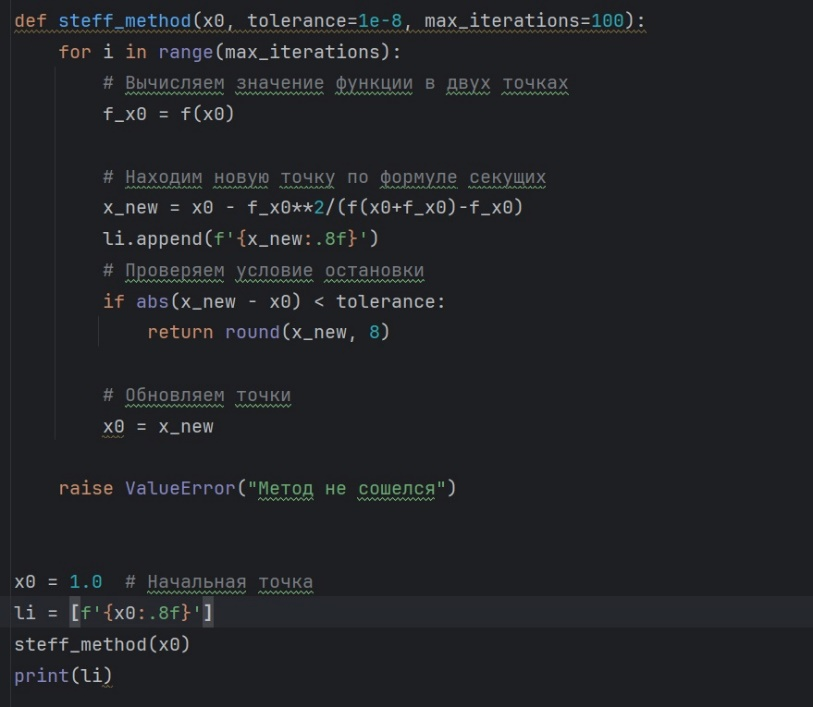 def steff_method(x0, tolerance=1e-8, max_iterations=100):
    for i in range(max_iterations):
        # Вычисляем значение функции в двух точках
        f_x0 = f(x0)

        # Находим новую точку по формуле секущих
        x_new = x0 - f_x0**2/(f(x0+f_x0)-f_x0)
        li.append(f'{x_new:.8f}')
        # Проверяем условие остановки
        if abs(x_new - x0) < tolerance:
            return round(x_new, 8)

        # Обновляем точки
        x0 = x_new

    raise ValueError("Метод не сошелся")


x0 = 1.0  # Начальная точка
li = [f'{x0:.8f}']
steff_method(x0)
print(li)